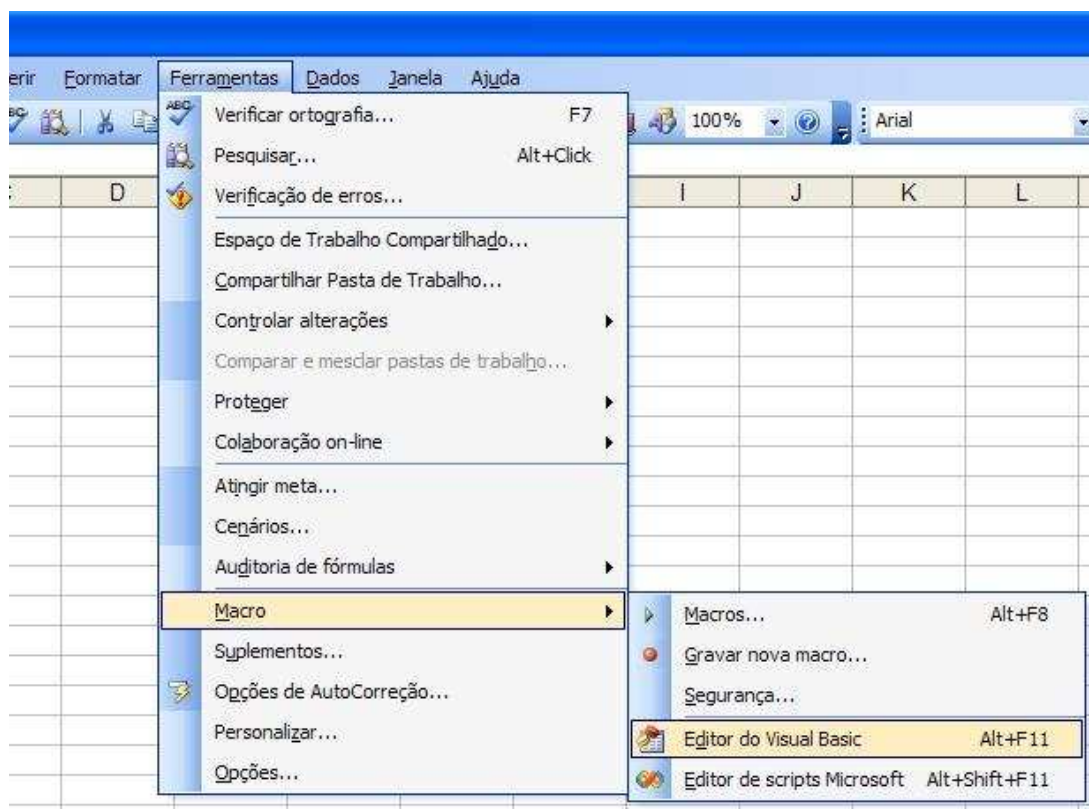 erir Formatar Ferramentas Dados Janela Ajuda
100% Arial
D I J K L
ABC Verificar ortografia... F7
Pesquisar... Alt+Click
Verificação de erros...
Espaço de Trabalho Compartilhado...
Compartilhar Pasta de Trabalho...
Controlar alterações
Comparar e mesclar pastas de trabalho...
Proteger
Colaboração on-line
Atingir meta...
Cenários...
Auditoria de fórmulas
Macro
Suplementos...
Opções de AutoCorreção...
Personalizar...
Opções...
Macros... Alt+F8
Gravar nova macro...
Segurança...
Editor do Visual Basic Alt+F11
Editor de scripts Microsoft Alt+Shift+F11